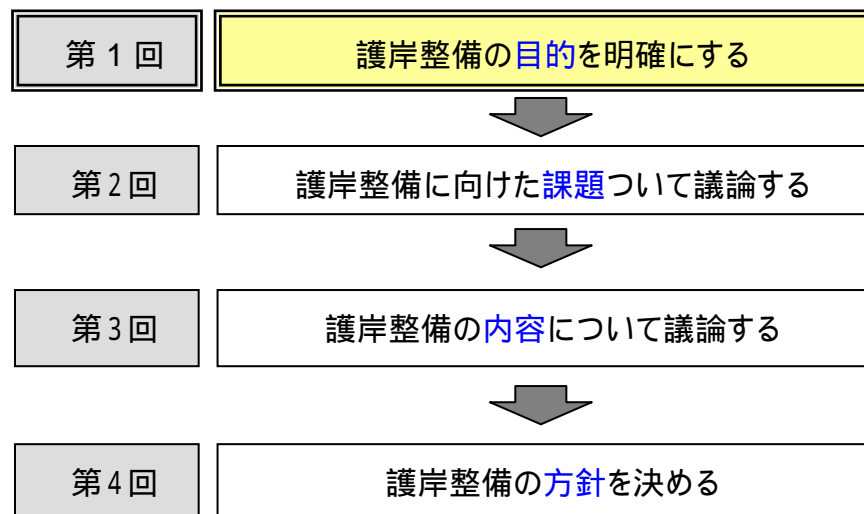 第1回
護岸整備の目的を明確にする
第2回
護岸整備に向けた課題ついて議論する
第3回
護岸整備の内容について議論する
第4回
護岸整備の方針を決める